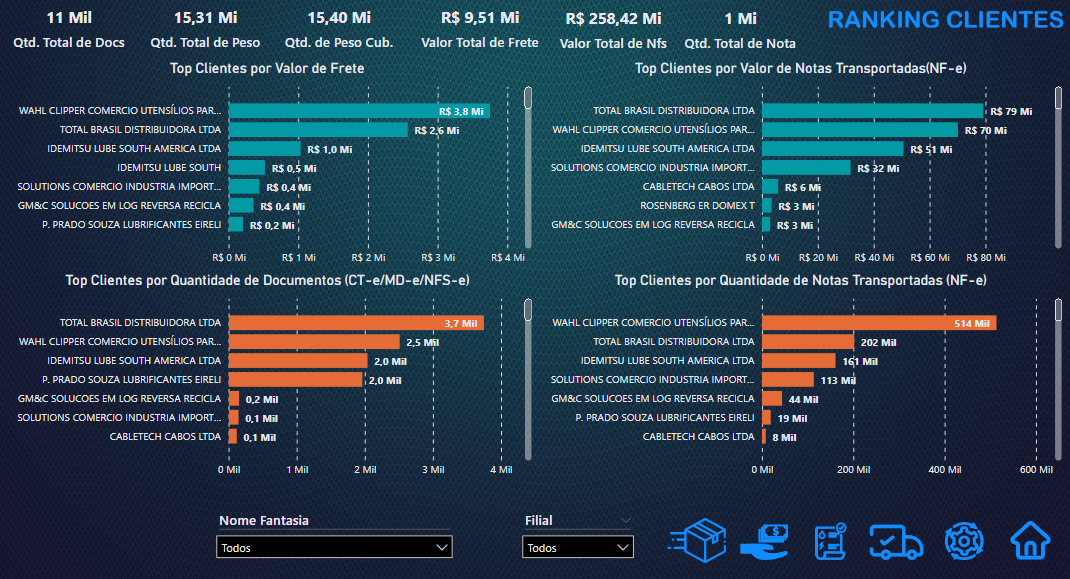 11 Mil
Qtd. Total de Docs
15,31 Mi
Qtd. Total de Peso
15,40 Mi
Qtd. de Peso Cub.
R$ 9,51 Mi
Valor Total de Frete
R$ 258,42 Mi
Valor Total de Nfs
1 Mi
Qtd. Total de Nota
RANKING CLIENTES
Top Clientes por Valor de Frete
WAHL CLIPPER COMERCIO UTENSÍLIOS PAR... R$ 3,8 Mi
TOTAL BRASIL DISTRIBUIDORA LTDA R$ 2,6 Mi
IDEMITSU LUBE SOUTH AMERICA LTDA R$ 1,0 Mi
IDEMITSU LUBE SOUTH R$ 0,5 Mi
SOLUTIONS COMERCIO INDUSTRIA IMPORT... R$ 0,4 Mi
GM&C SOLUCOES EM LOG REVERSA RECICLA R$ 0,4 Mi
P. PRADO SOUZA LUBRIFICANTES EIRELI R$ 0,2 Mi
R$ 0 Mi R$ 1 Mi R$ 2 Mi R$ 3 Mi R$ 4 Mi
Top Clientes por Valor de Notas Transportadas(NF-e)
TOTAL BRASIL DISTRIBUIDORA LTDA R$ 79 Mi
WAHL CLIPPER COMERCIO UTENSÍLIOS PAR... R$ 70 Mi
IDEMITSU LUBE SOUTH AMERICA LTDA R$ 51 Mi
SOLUTIONS COMERCIO INDUSTRIA IMPORT... R$ 32 Mi
CABLETECH CABOS LTDA R$ 6 Mi
ROSENBERG ER DOMEX T R$ 3 Mi
GM&C SOLUCOES EM LOG REVERSA RECICLA R$ 3 Mi
R$ 0 Mi R$ 20 Mi R$ 40 Mi R$ 60 Mi R$ 80 Mi
Top Clientes por Quantidade de Documentos (CT-e/MD-e/NFS-e)
TOTAL BRASIL DISTRIBUIDORA LTDA 3,7 Mil
WAHL CLIPPER COMERCIO UTENSÍLIOS PAR... 2,5 Mil
IDEMITSU LUBE SOUTH AMERICA LTDA 2,0 Mil
P. PRADO SOUZA LUBRIFICANTES EIRELI 2,0 Mil
GM&C SOLUCOES EM LOG REVERSA RECICLA 0,2 Mil
SOLUTIONS COMERCIO INDUSTRIA IMPORT... 0,1 Mil
CABLETECH CABOS LTDA 0,1 Mil
0 Mil 1 Mil 2 Mil 3 Mil 4 Mil
Top Clientes por Quantidade de Notas Transportadas (NF-e)
WAHL CLIPPER COMERCIO UTENSÍLIOS PAR... 514 Mil
TOTAL BRASIL DISTRIBUIDORA LTDA 202 Mil
IDEMITSU LUBE SOUTH AMERICA LTDA 161 Mil
SOLUTIONS COMERCIO INDUSTRIA IMPORT... 113 Mil
GM&C SOLUCOES EM LOG REVERSA RECICLA 44 Mil
P. PRADO SOUZA LUBRIFICANTES EIRELI 19 Mil
CABLETECH CABOS LTDA 8 Mil
0 Mil 200 Mil 400 Mil 600 Mil
Nome Fantasia
Todos
Filial
Todos